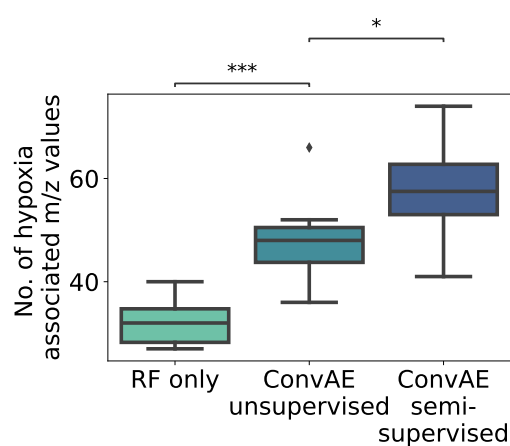 *
***
No. of hypoxia
associated m/z values
60
40
RF only
ConvAE
unsupervised
ConvAE
semi-
supervised